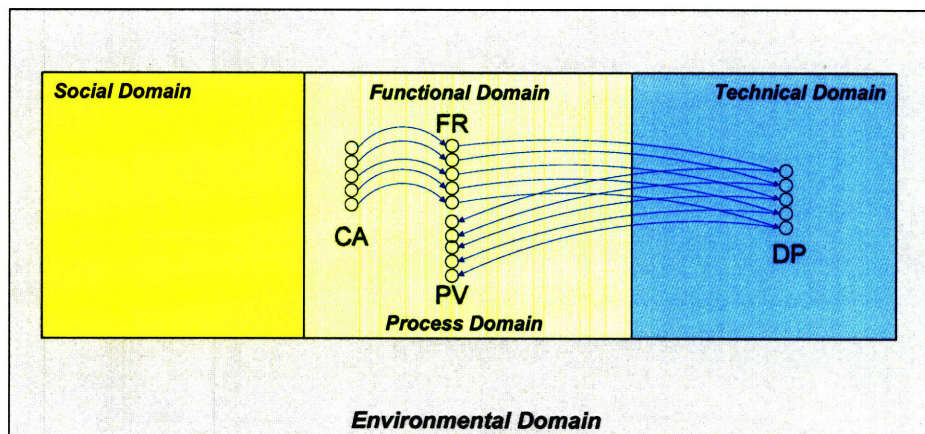 Social Domain
Functional Domain
Technical Domain
FR
CA
DP
PV
Process Domain
Environmental Domain